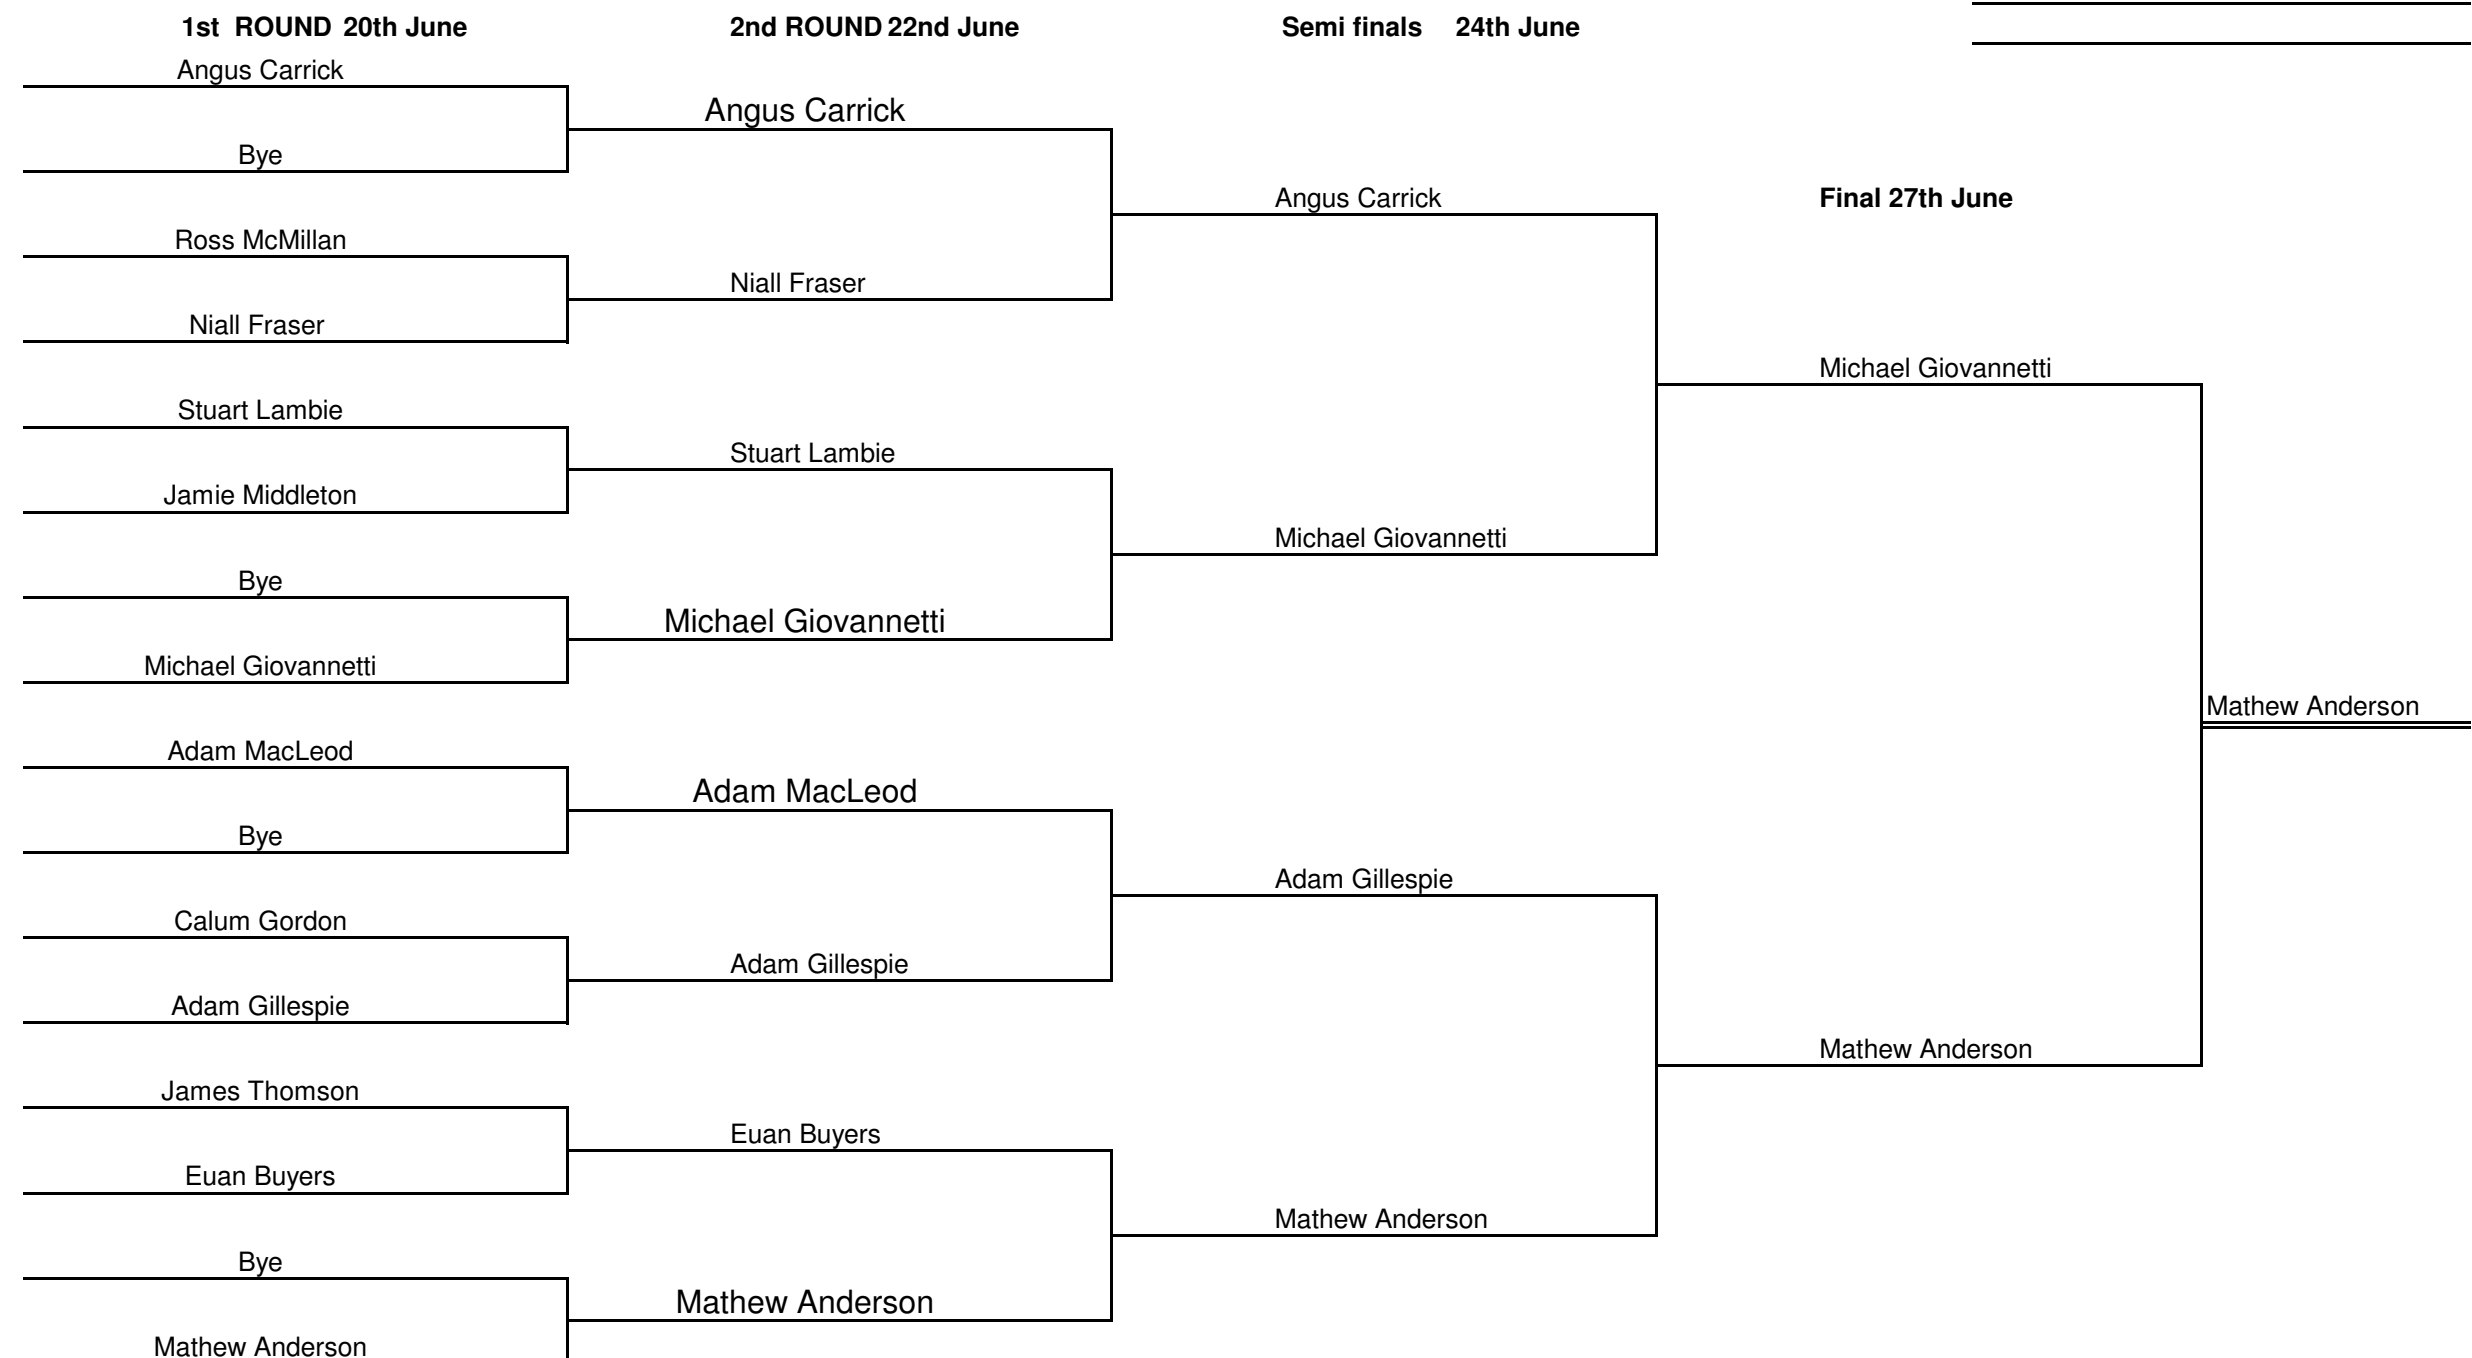 1st ROUND 20th June
2nd ROUND 22nd June
Semi finals 24th June
Angus Carrick
Angus Carrick
Bye
Angus Carrick
Final 27th June
Ross McMillan
Niall Fraser
Niall Fraser
Michael Giovannetti
Stuart Lambie
Stuart Lambie
Jamie Middleton
Michael Giovannetti
Bye
Michael Giovannetti
Michael Giovannetti
Mathew Anderson
Adam MacLeod
Adam MacLeod
Bye
Adam Gillespie
Calum Gordon
Adam Gillespie
Adam Gillespie
Mathew Anderson
James Thomson
Euan Buyers
Euan Buyers
Mathew Anderson
Bye
Mathew Anderson
Mathew Anderson